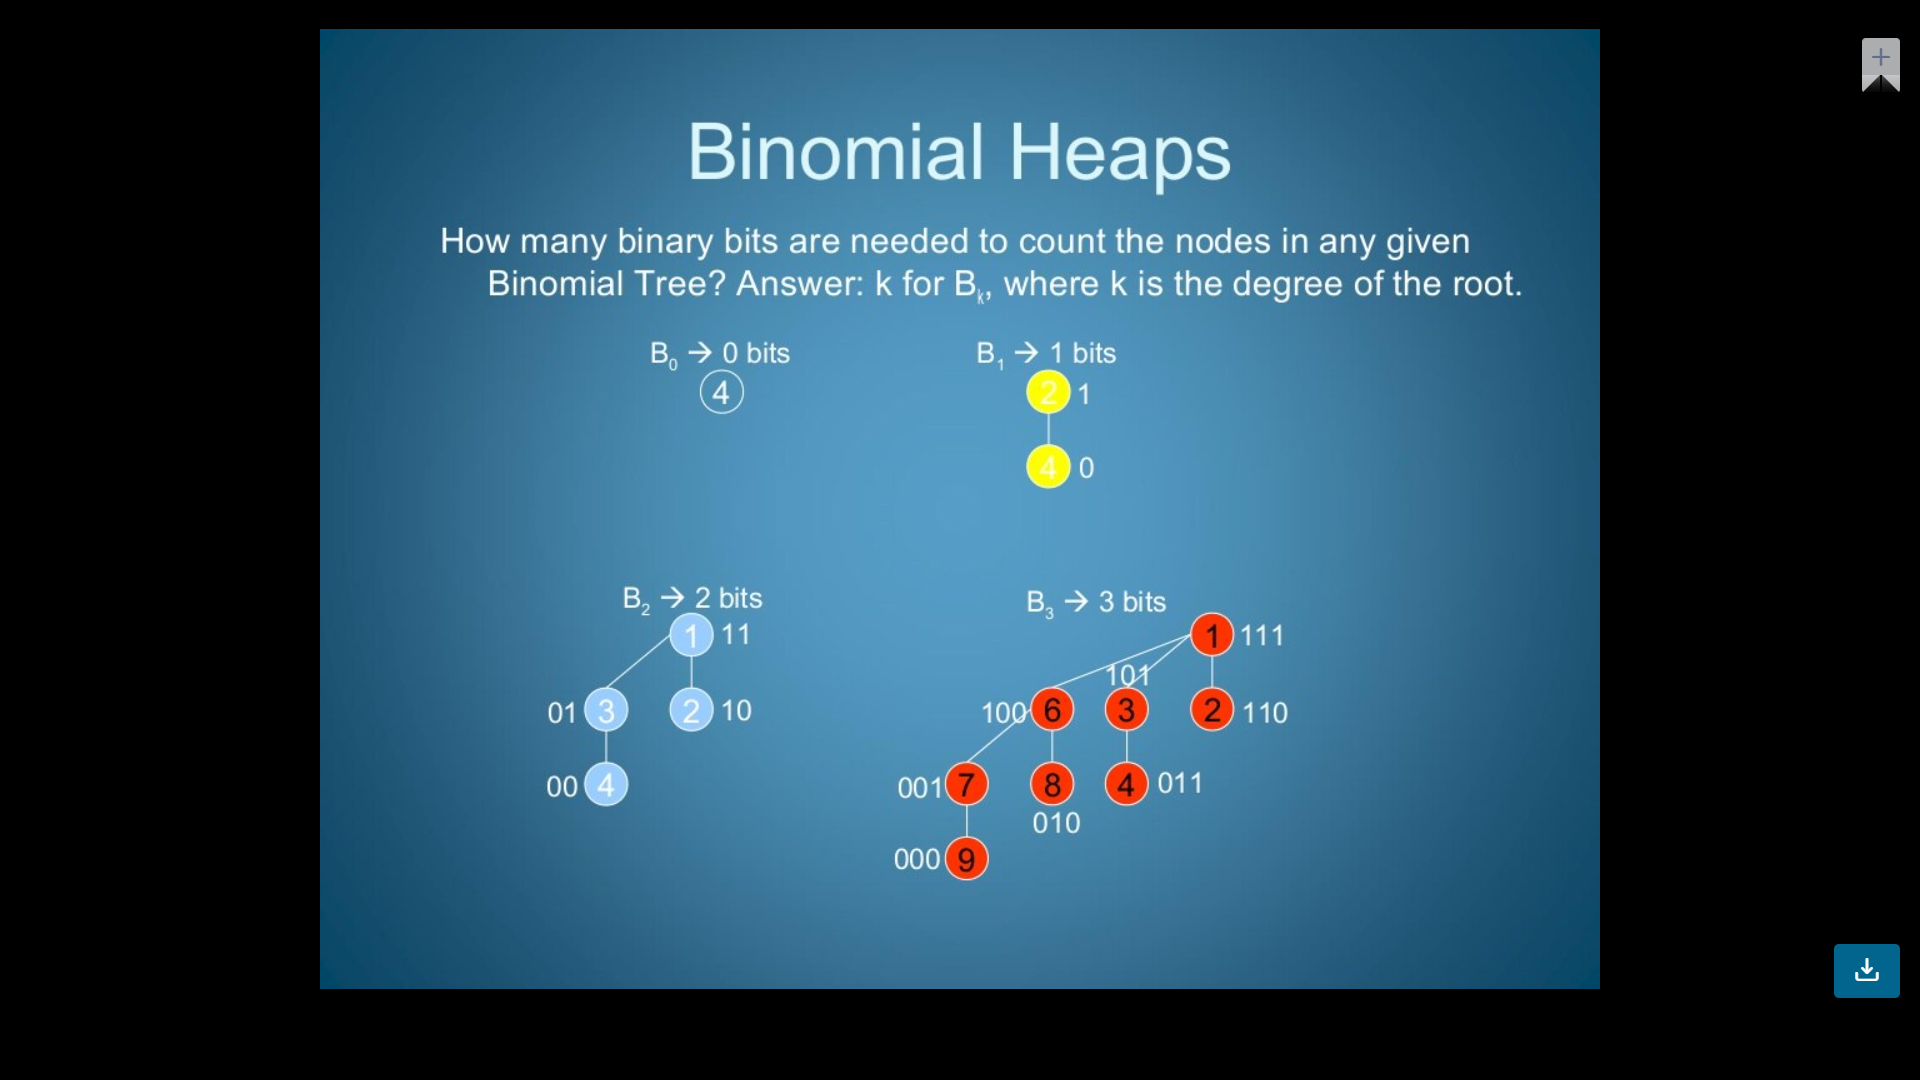 Binomial Heaps
How many binary bits are needed to count the nodes in any given
Binomial Tree? Answer: k for Bk, where k is the degree of the root.
B0 → 0 bits
4
B1 → 1 bits
2 1
4 0
B2 → 2 bits
1 11
01 3 2 10
00 4
B3 → 3 bits
1 111
101
100 6 3 2 110
001 7 8 4 011
010
000 9